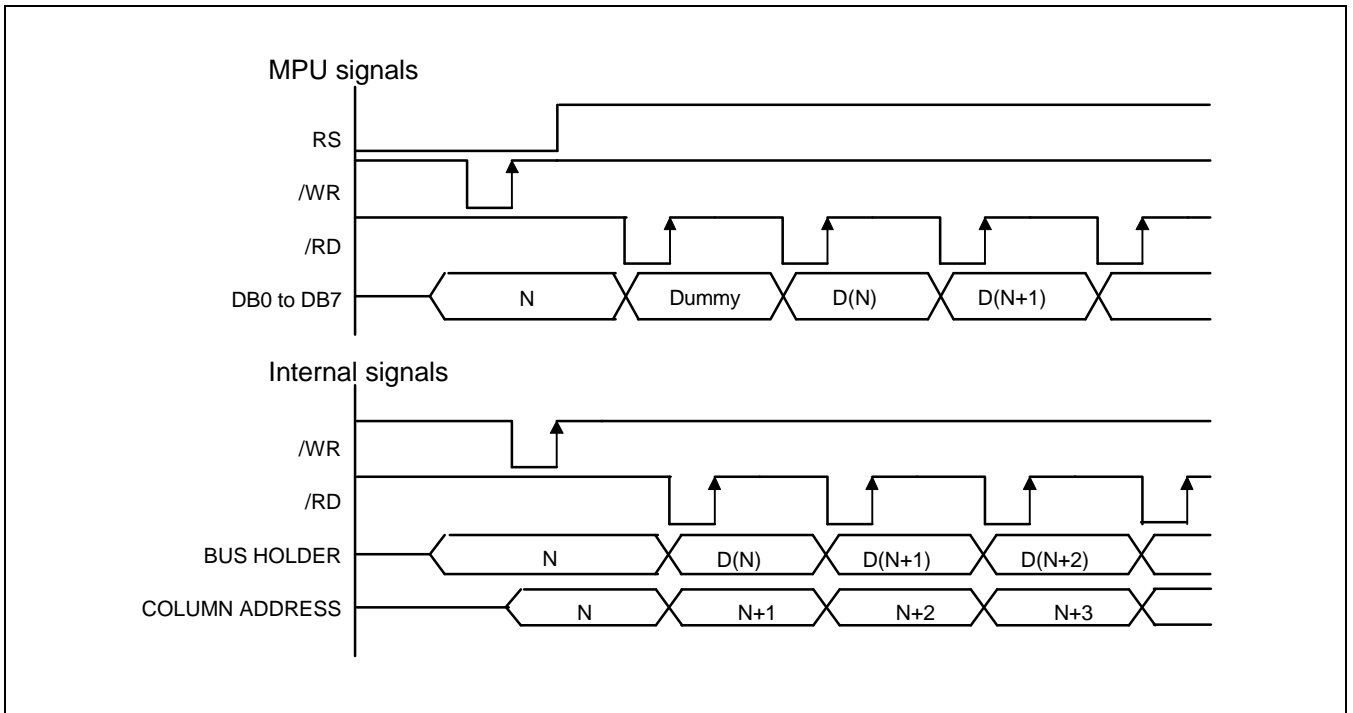 MPU signals
RS
/WR
/RD
DB0 to DB7 N Dummy D(N) D(N+1)
Internal signals
/WR
/RD
BUS HOLDER N D(N) D(N+1) D(N+2)
COLUMN ADDRESS N N+1 N+2 N+3